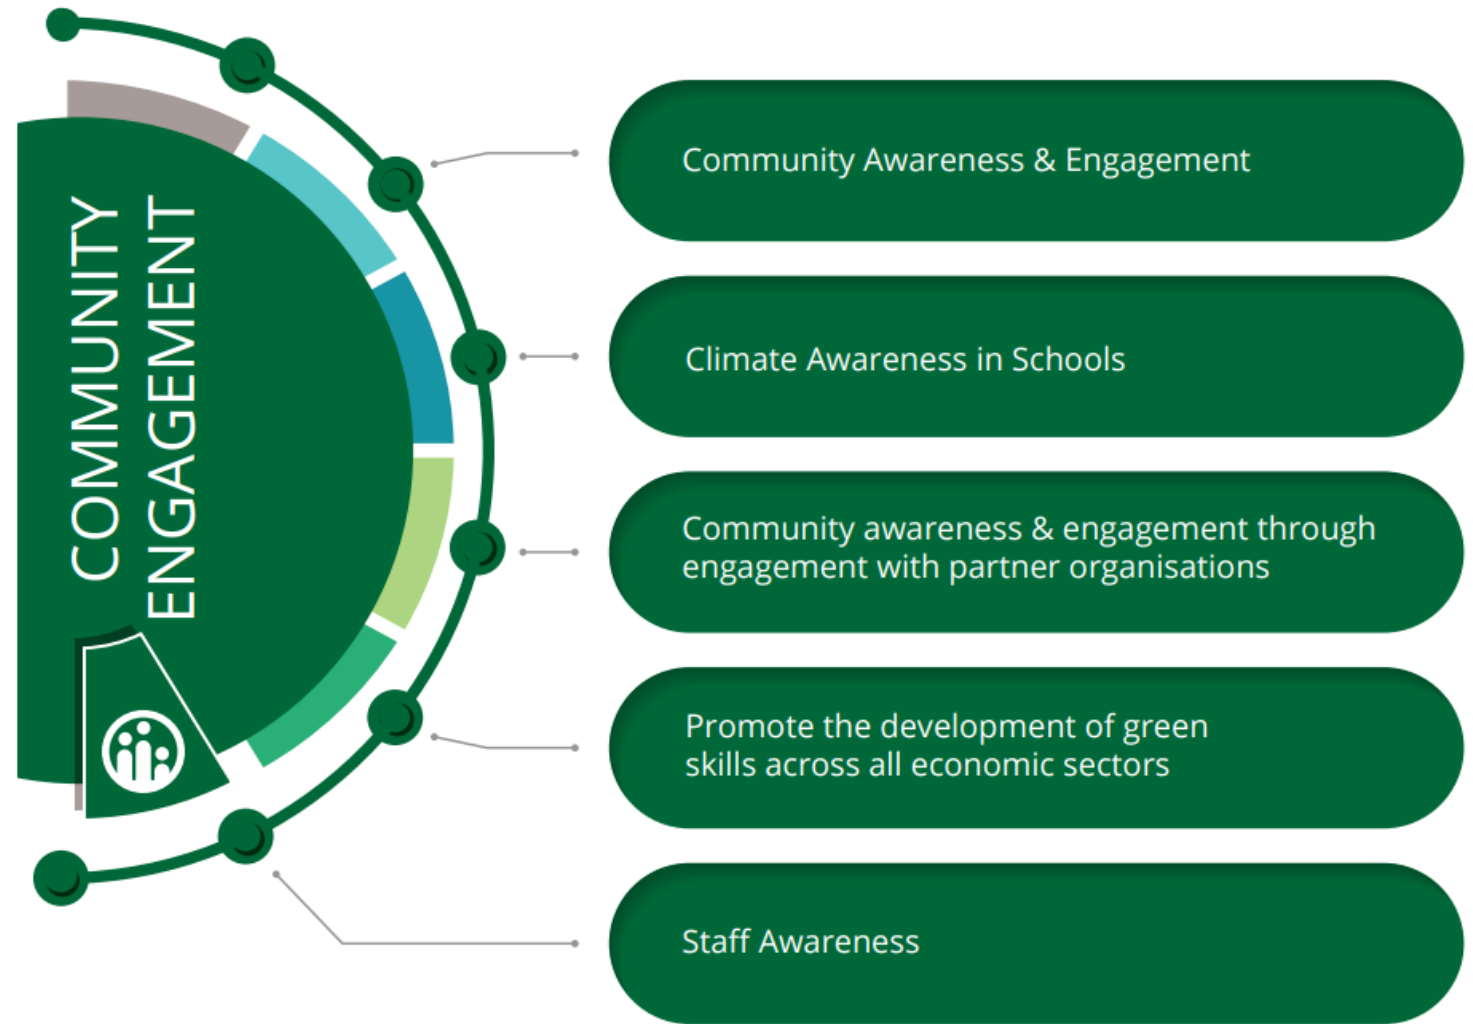 COMMUNITY
ENGAGEMENT
Community Awareness & Engagement
Climate Awareness in Schools
Community awareness & engagement through
engagement with partner organisations
Promote the development of green
skills across all economic sectors
Staff Awareness